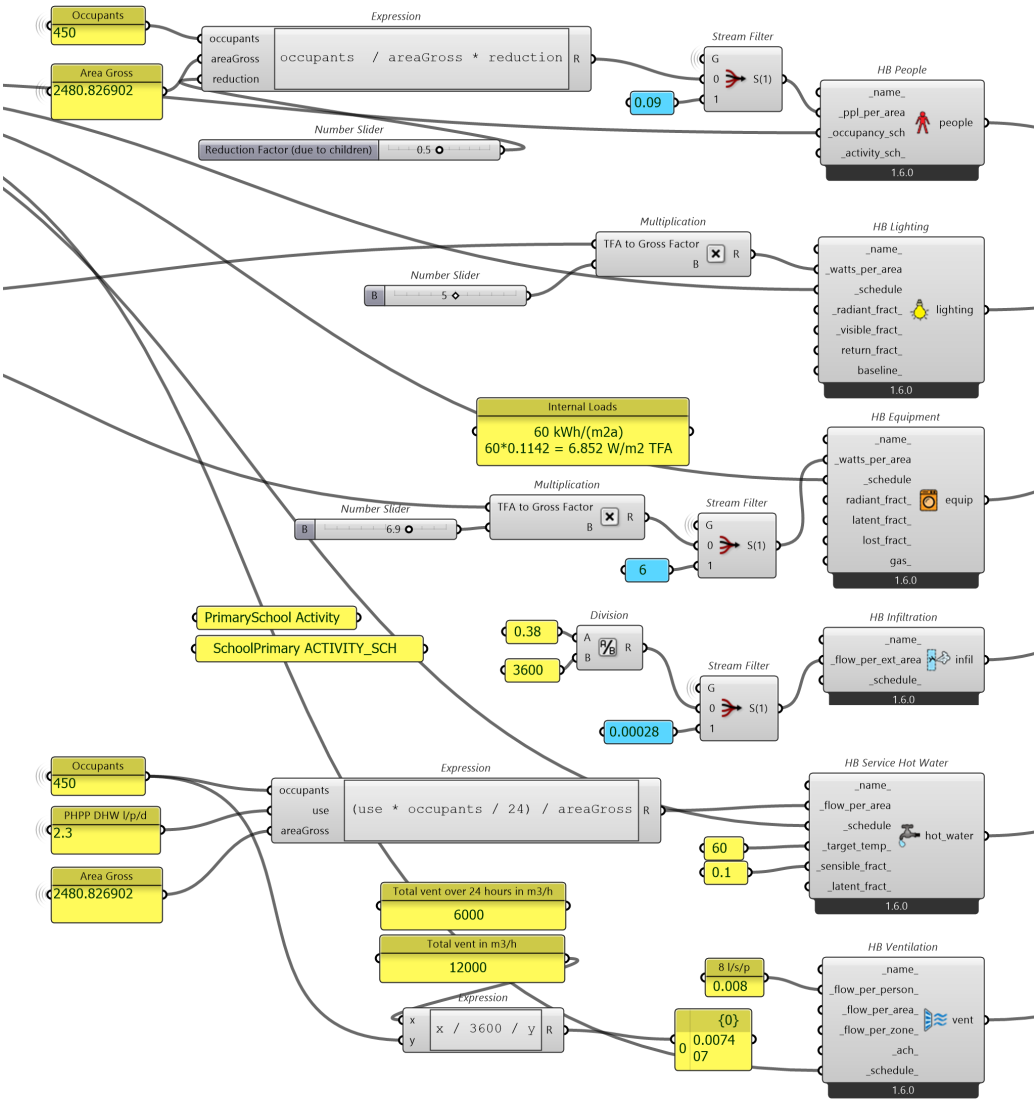 Occupants
450
Area Gross
2480.826902
Expression
occupants
areaGross
reduction
occupants / areaGross * reduction
R
Number Slider
Reduction Factor (due to children)
0.5
Stream Filter
G
0
1
S(1)
0.09
HB People
_name_
_ppl_per_area
_occupancy_sch
_activity_sch_
people
1.6.0
Multiplication
TFA to Gross Factor
B
R
Number Slider
B
5
HB Lighting
_name_
_watts_per_area
_schedule
_radiant_fract_
_visible_fract_
return_fract_
baseline_
lighting
1.6.0
Internal Loads
60 kWh/(m2a)
60*0.1142 = 6.852 W/m2 TFA
Multiplication
TFA to Gross Factor
B
R
Number Slider
B
6.9
Stream Filter
G
0
1
S(1)
6
HB Equipment
_name_
_watts_per_area
_schedule
radiant_fract_
latent_fract_
lost_fract_
gas_
equip
1.6.0
PrimarySchool Activity
SchoolPrimary ACTIVITY_SCH
0.38
3600
Division
A
B
A/B
R
Stream Filter
G
0
1
S(1)
0.00028
HB Infiltration
_name_
_flow_per_ext_area
_schedule_
infil
1.6.0
Occupants
450
PHPP DHW l/p/d
2.3
Area Gross
2480.826902
Expression
occupants
use
areaGross
(use * occupants / 24) / areaGross
R
60
0.1
HB Service Hot Water
_name_
_flow_per_area
_schedule
_target_temp_
_sensible_fract_
_latent_fract_
hot_water
1.6.0
Total vent over 24 hours in m3/h
6000
Total vent in m3/h
12000
Expression
x
y
x / 3600 / y
R
{0}
0
0.0074
07
8 l/s/p
0.008
HB Ventilation
_name_
_flow_per_person_
_flow_per_area_
_flow_per_zone_
_ach_
_schedule_
vent
1.6.0